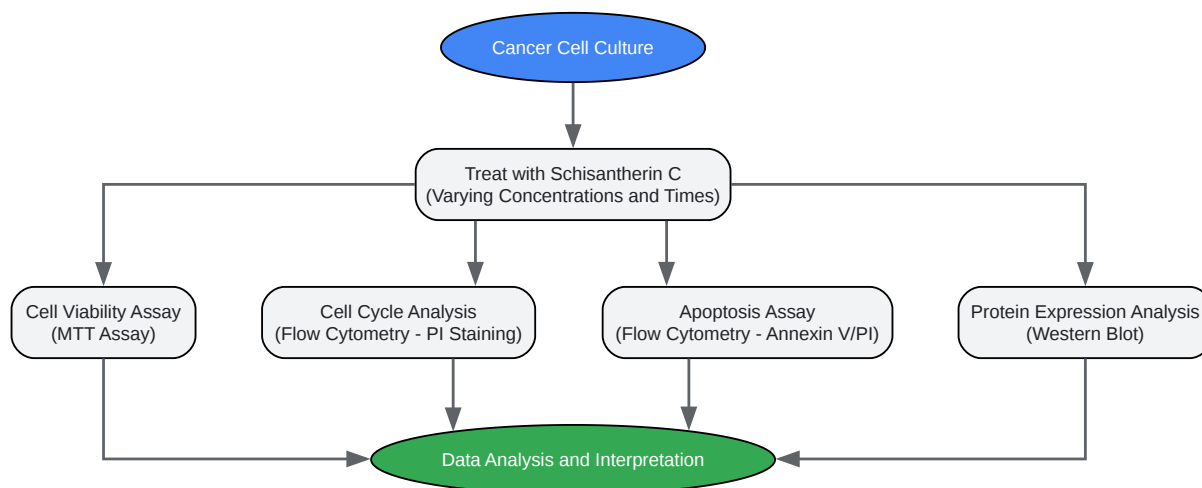 Cancer Cell Culture
Treat with Schisantherin C
(Varying Concentrations and Times)
Cell Viability Assay
(MTT Assay)
Cell Cycle Analysis
(Flow Cytometry - PI Staining)
Apoptosis Assay
(Flow Cytometry - Annexin V/PI)
Protein Expression Analysis
(Western Blot)
Data Analysis and Interpretation